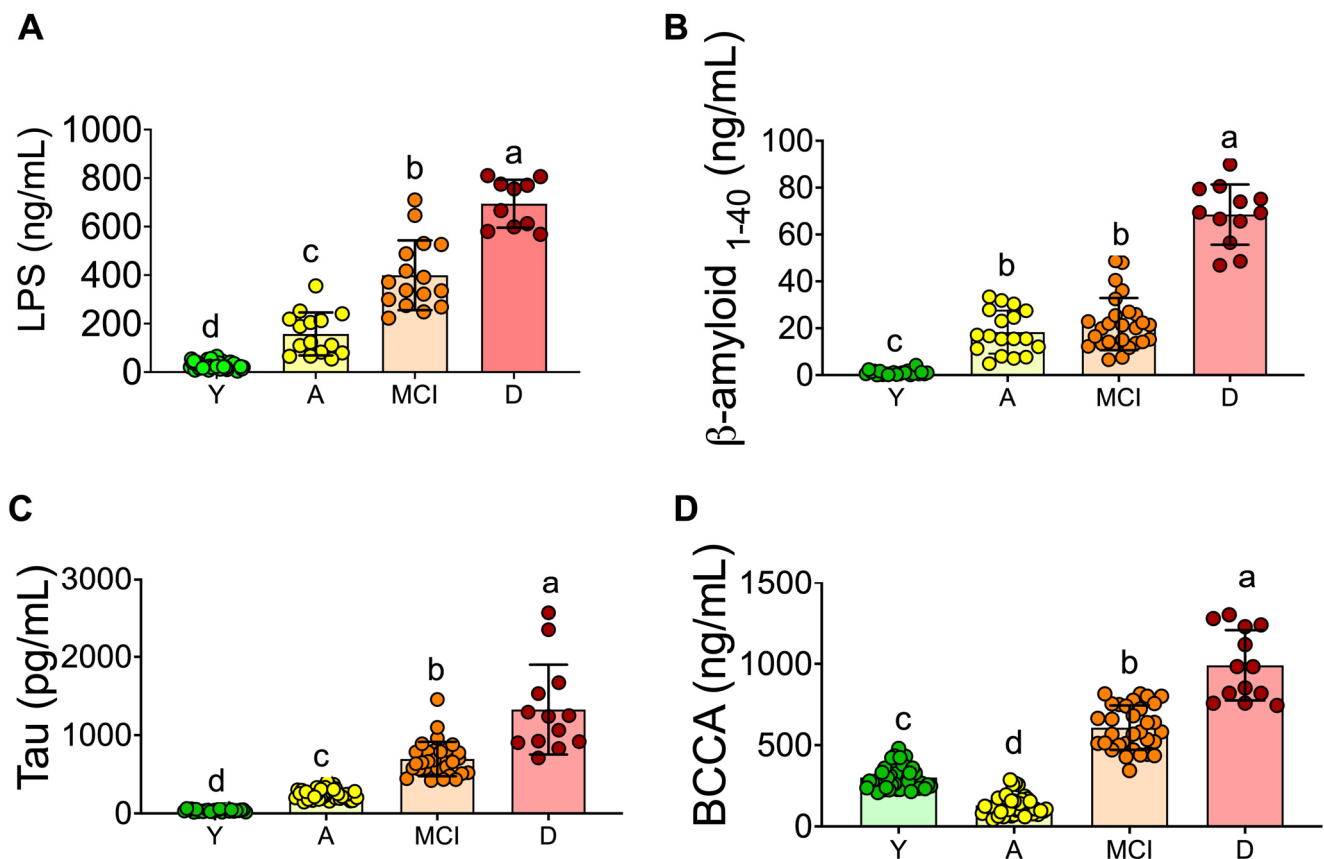 A
LPS (ng/mL)
1000
800
600
400
200
0
d
c
b
a
Y A MCI D
B
β-amyloid 1-40 (ng/mL)
100
80
60
40
20
0
c
b
b
a
Y A MCI D
C
Tau (pg/mL)
3000
2000
1000
0
d
c
b
a
Y A MCI D
D
BCCA (ng/mL)
1500
1000
500
0
c
d
b
a
Y A MCI D